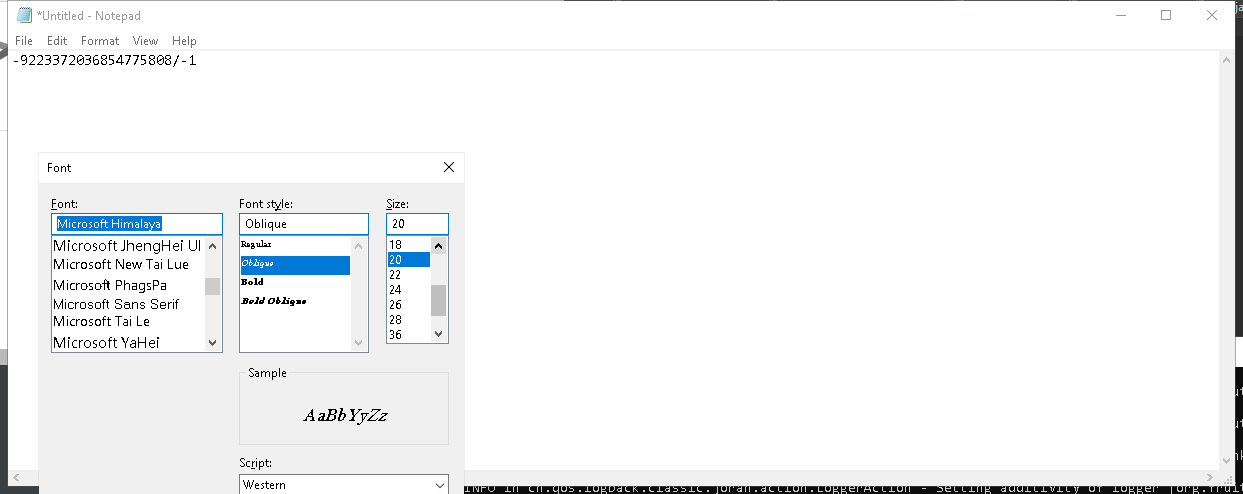 *Untitled - Notepad
File Edit Format View Help
-9223372036854775808/-1
Font
Font: Font style: Size:
Microsoft Himalaya Oblique 20
Microsoft JhengHei UI Regular 18
Microsoft New Tai Lue Oblique 20
Microsoft PhagsPa Bold 22
Microsoft Sans Serif Bold Oblique 24
Microsoft Tai Le 26
Microsoft YaHei 28
36
Sample
AaBbYyZz
Script:
Western
INFO in ch.qos.logback.classic.joran.action.LoggerAction - Setting additivity of logger